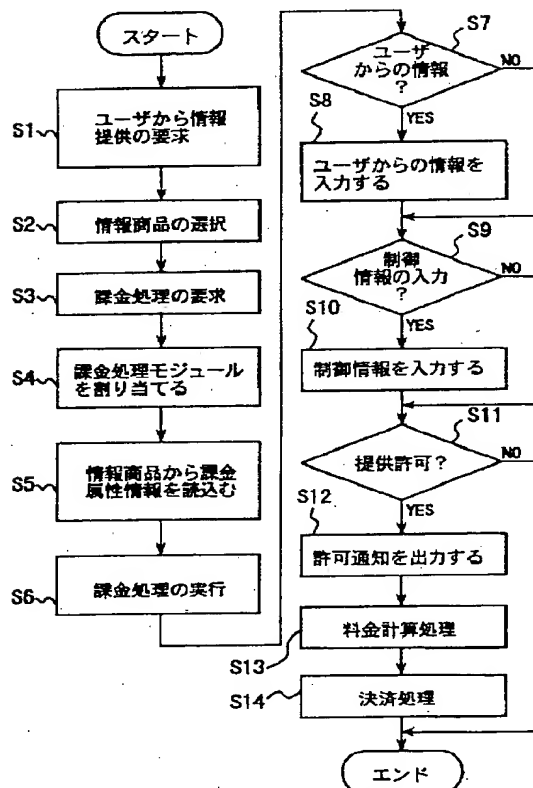 スタート
S1
ユーザから情報
提供の要求
S2
情報商品の選択
S3
課金処理の要求
S4
課金処理モジュール
を割り当てる
S5
情報商品から課金
属性情報を読込む
S6
課金処理の実行
S7
ユーザ
からの情報
?
NO
YES
S8
ユーザからの情報を
入力する
S9
制御
情報の入力
?
NO
YES
S10
制御情報を入力する
S11
提供許可?
NO
YES
S12
許可通知を出力する
S13
料金計算処理
S14
決済処理
エンド